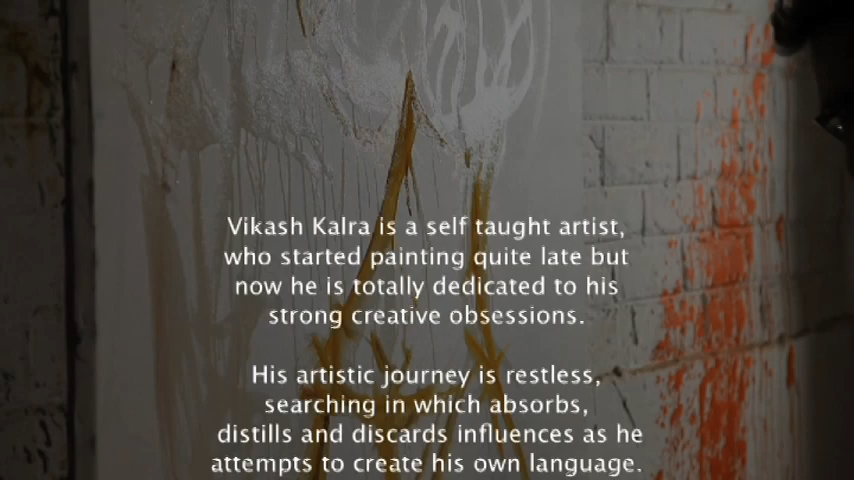 Vikash Kalra is a self taught artist,
who started painting quite late but
now he is totally dedicated to his
strong creative obsessions.
His artistic journey is restless,
searching in which absorbs,
distills and discards influences as he
attempts to create his own language.